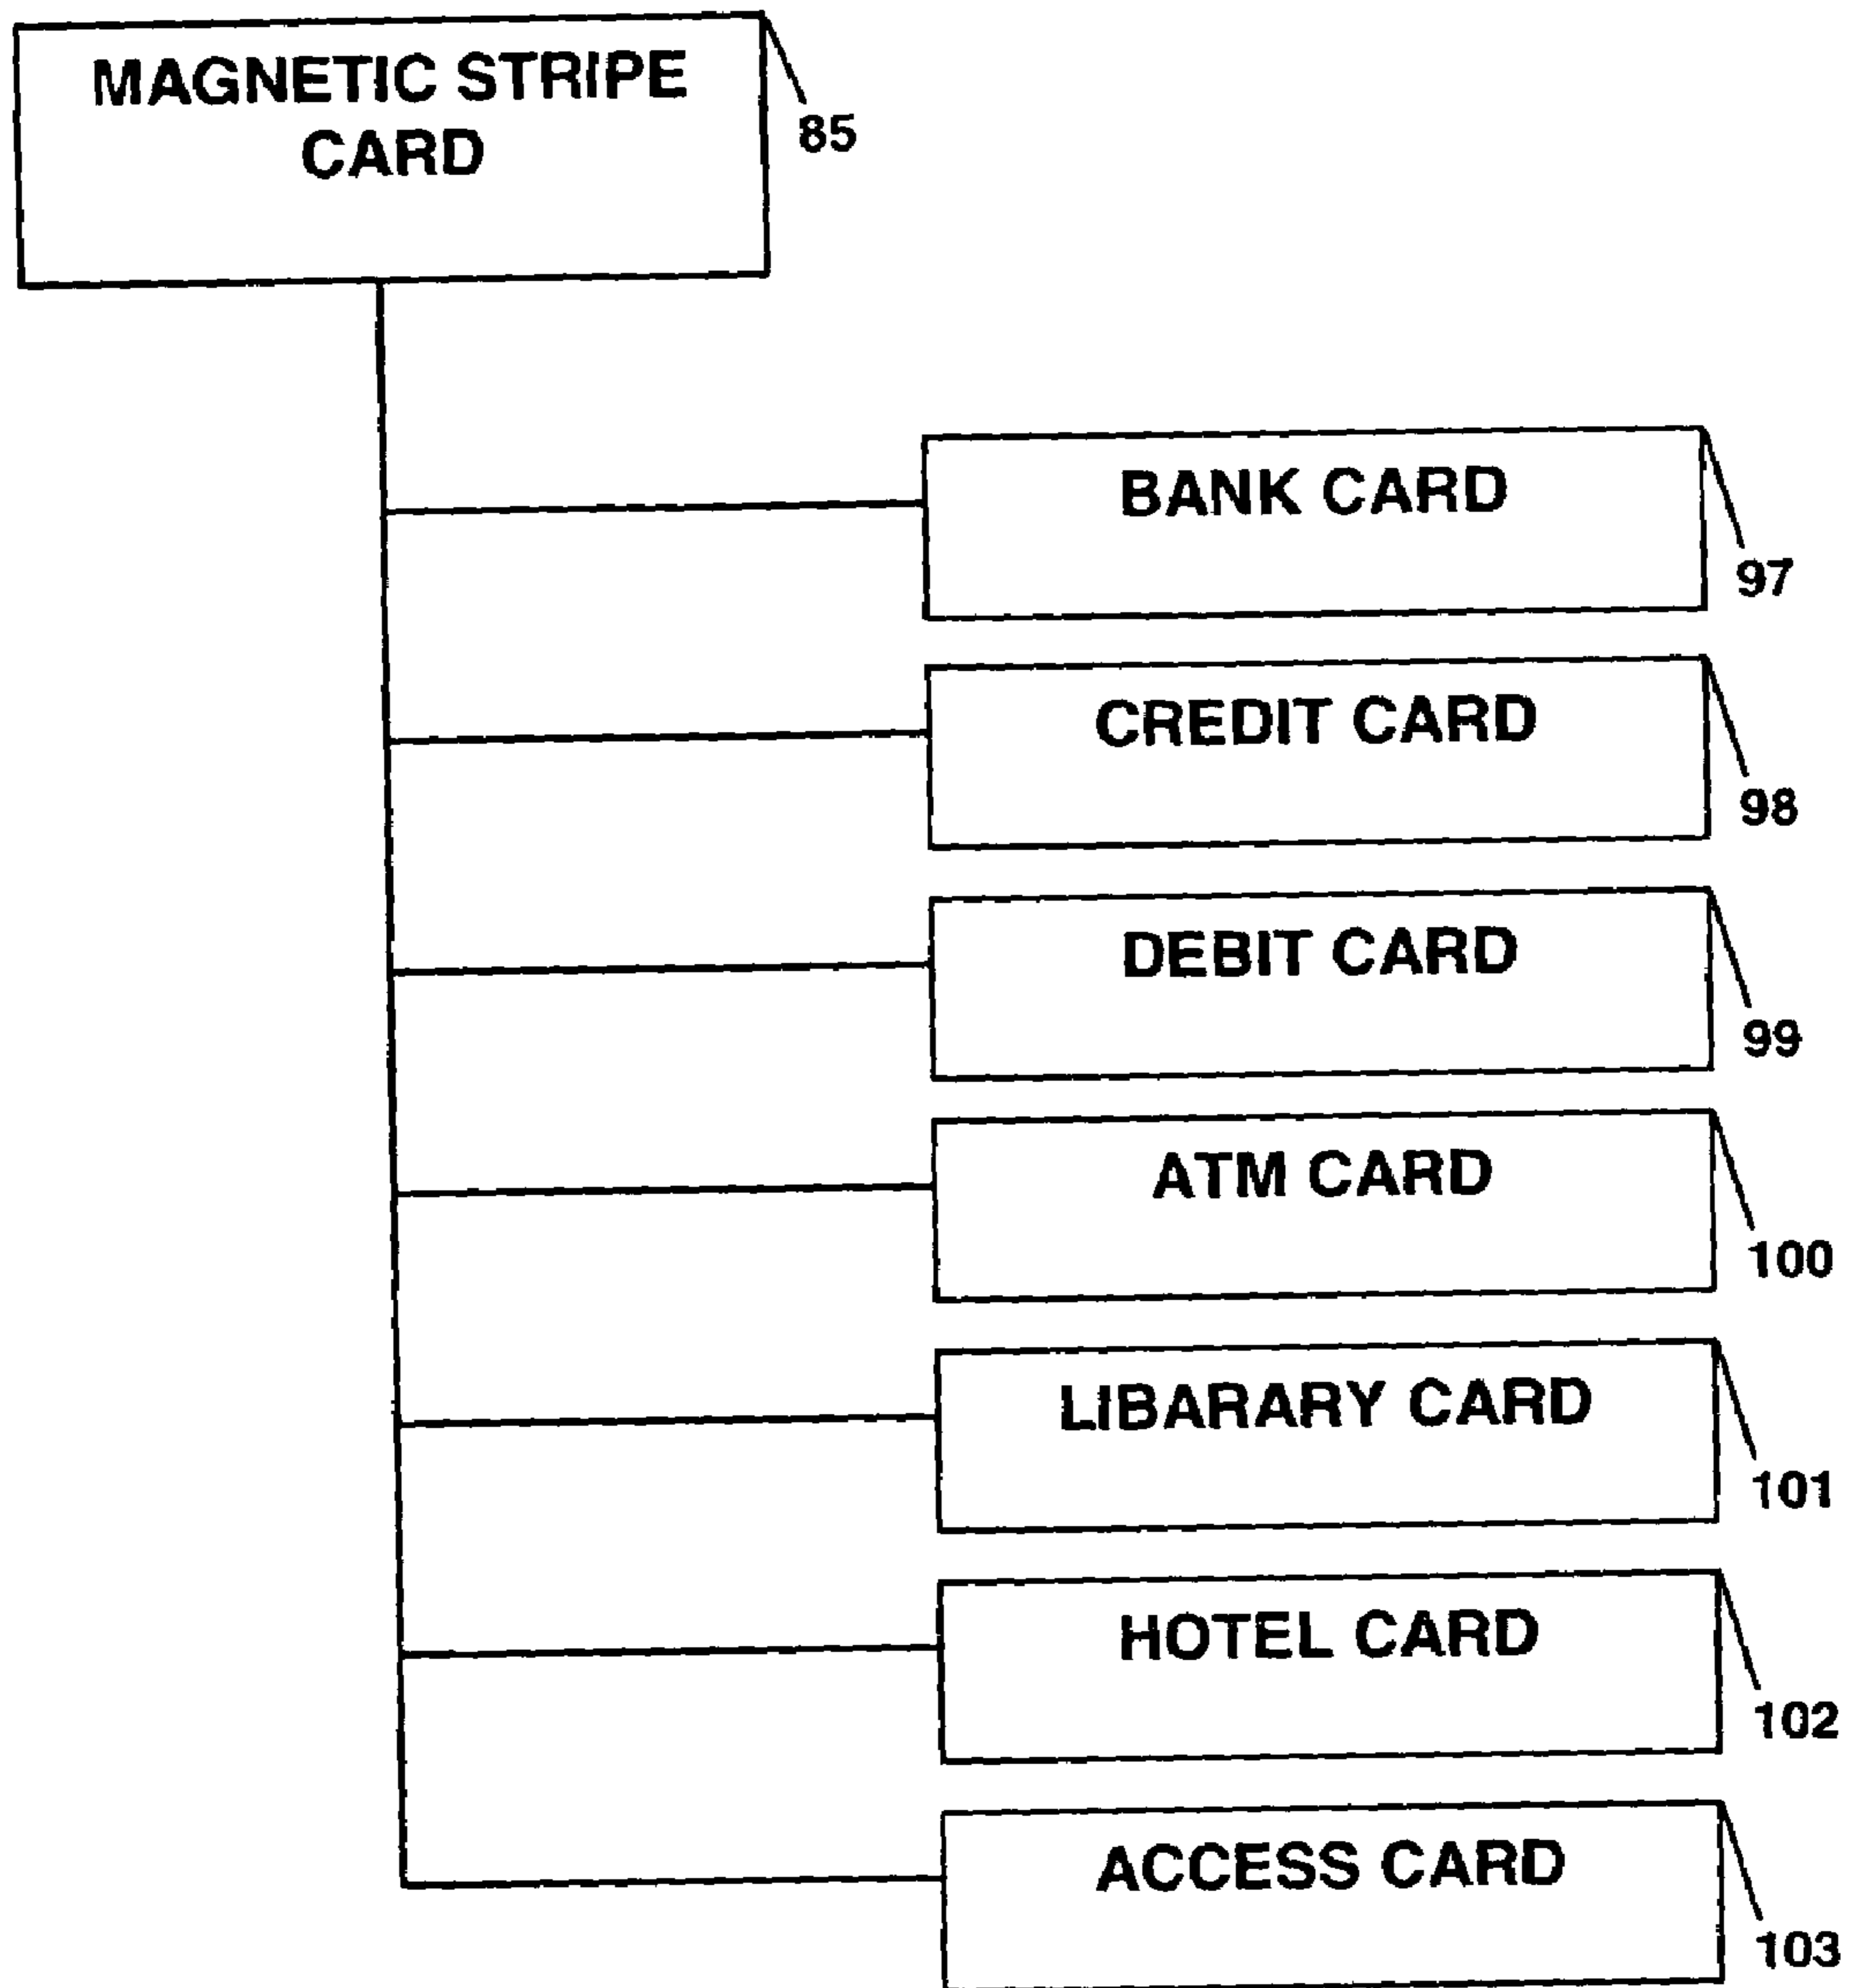 MAGNETIC STRIPE
CARD
85
BANK CARD
97
CREDIT CARD
98
DEBIT CARD
99
ATM CARD
100
LIBARARY CARD
101
HOTEL CARD
102
ACCESS CARD
103